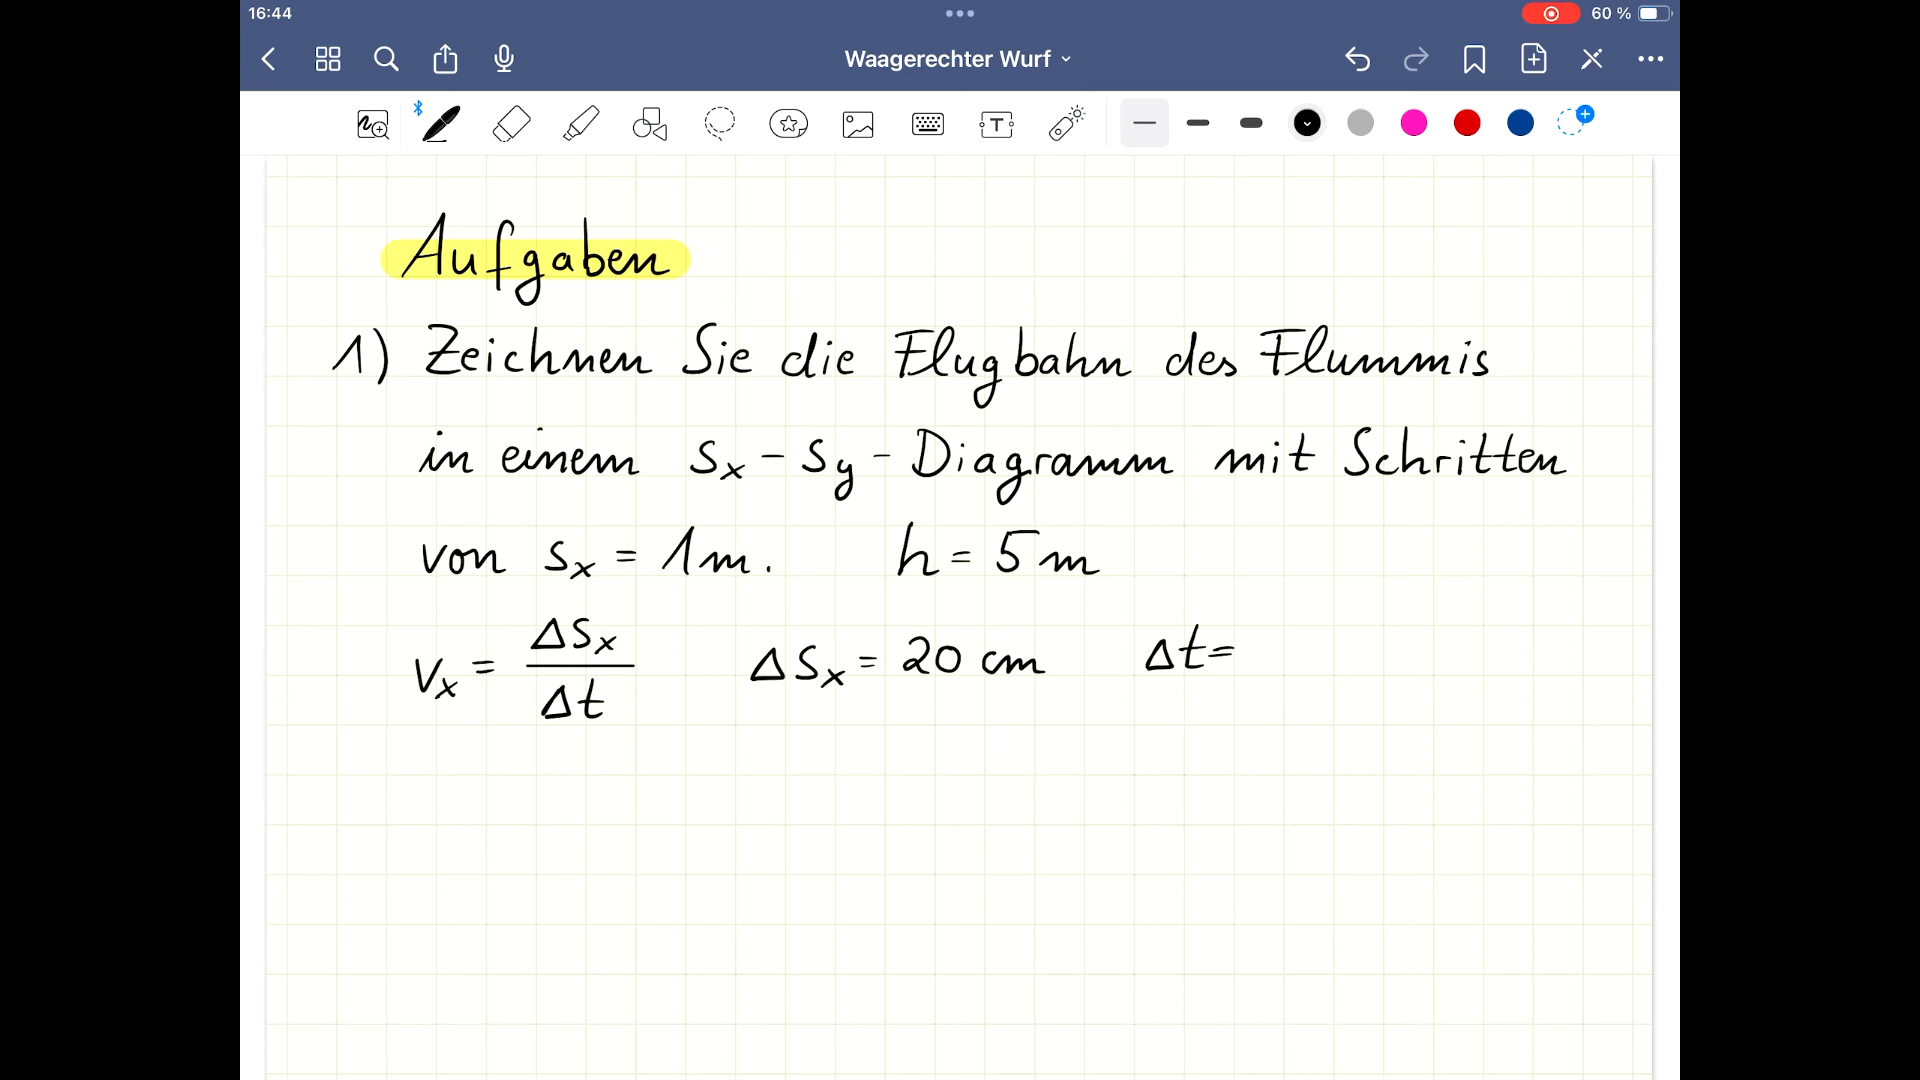 16:44
60 %
Waagerechter Wurf
Aufgaben
1) Zeichnen Sie die Flugbahn des Flummis
in einem sx - sy - Diagramm mit Schritten
von sx = 1m. h = 5m
vx = Δsx / Δt Δsx = 20 cm Δt=